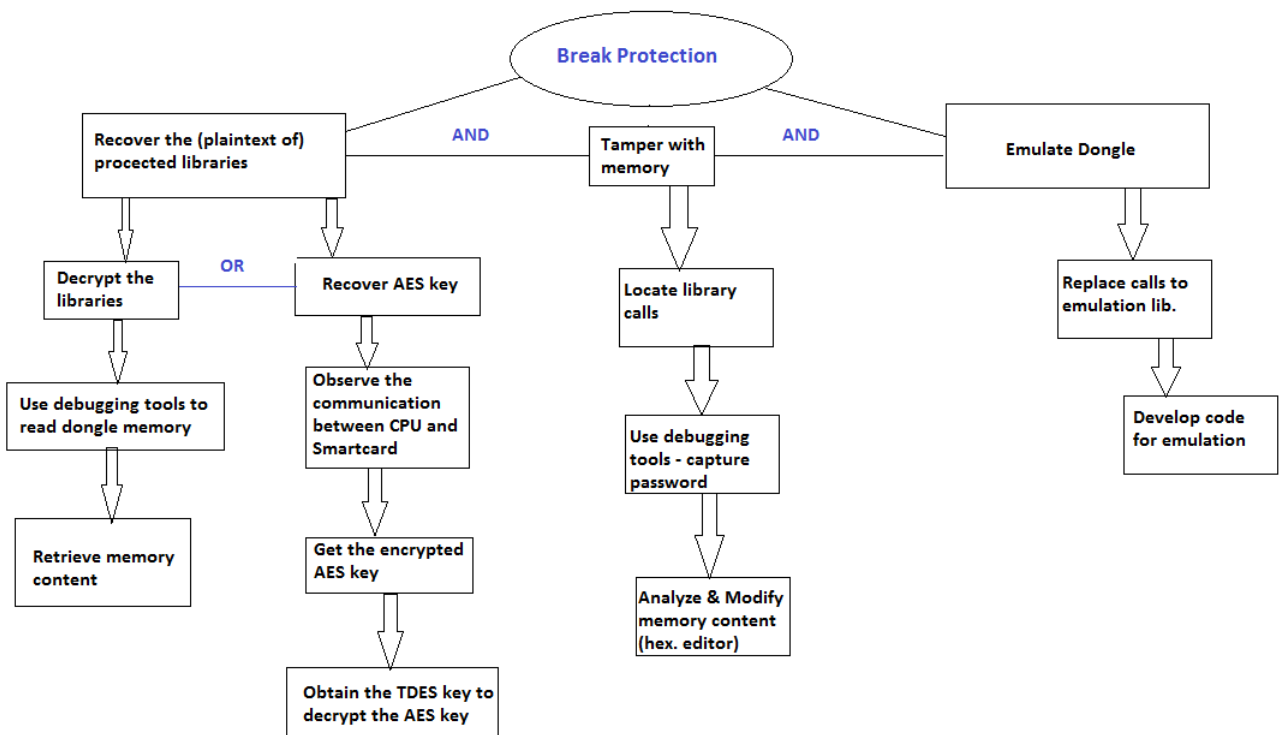 Break Protection
Recover the (plaintext of)
procected libraries
AND
Tamper with
memory
AND
Emulate Dongle
Decrypt the
libraries
OR
Recover AES key
Locate library
calls
Replace calls to
emulation lib.
Use debugging tools to
read dongle memory
Observe the
communication
between CPU and
Smartcard
Use debugging
tools - capture
password
Develop code
for emulation
Retrieve memory
content
Get the encrypted
AES key
Analyze & Modify
memory content
(hex. editor)
Obtain the TDES key to
decrypt the AES key